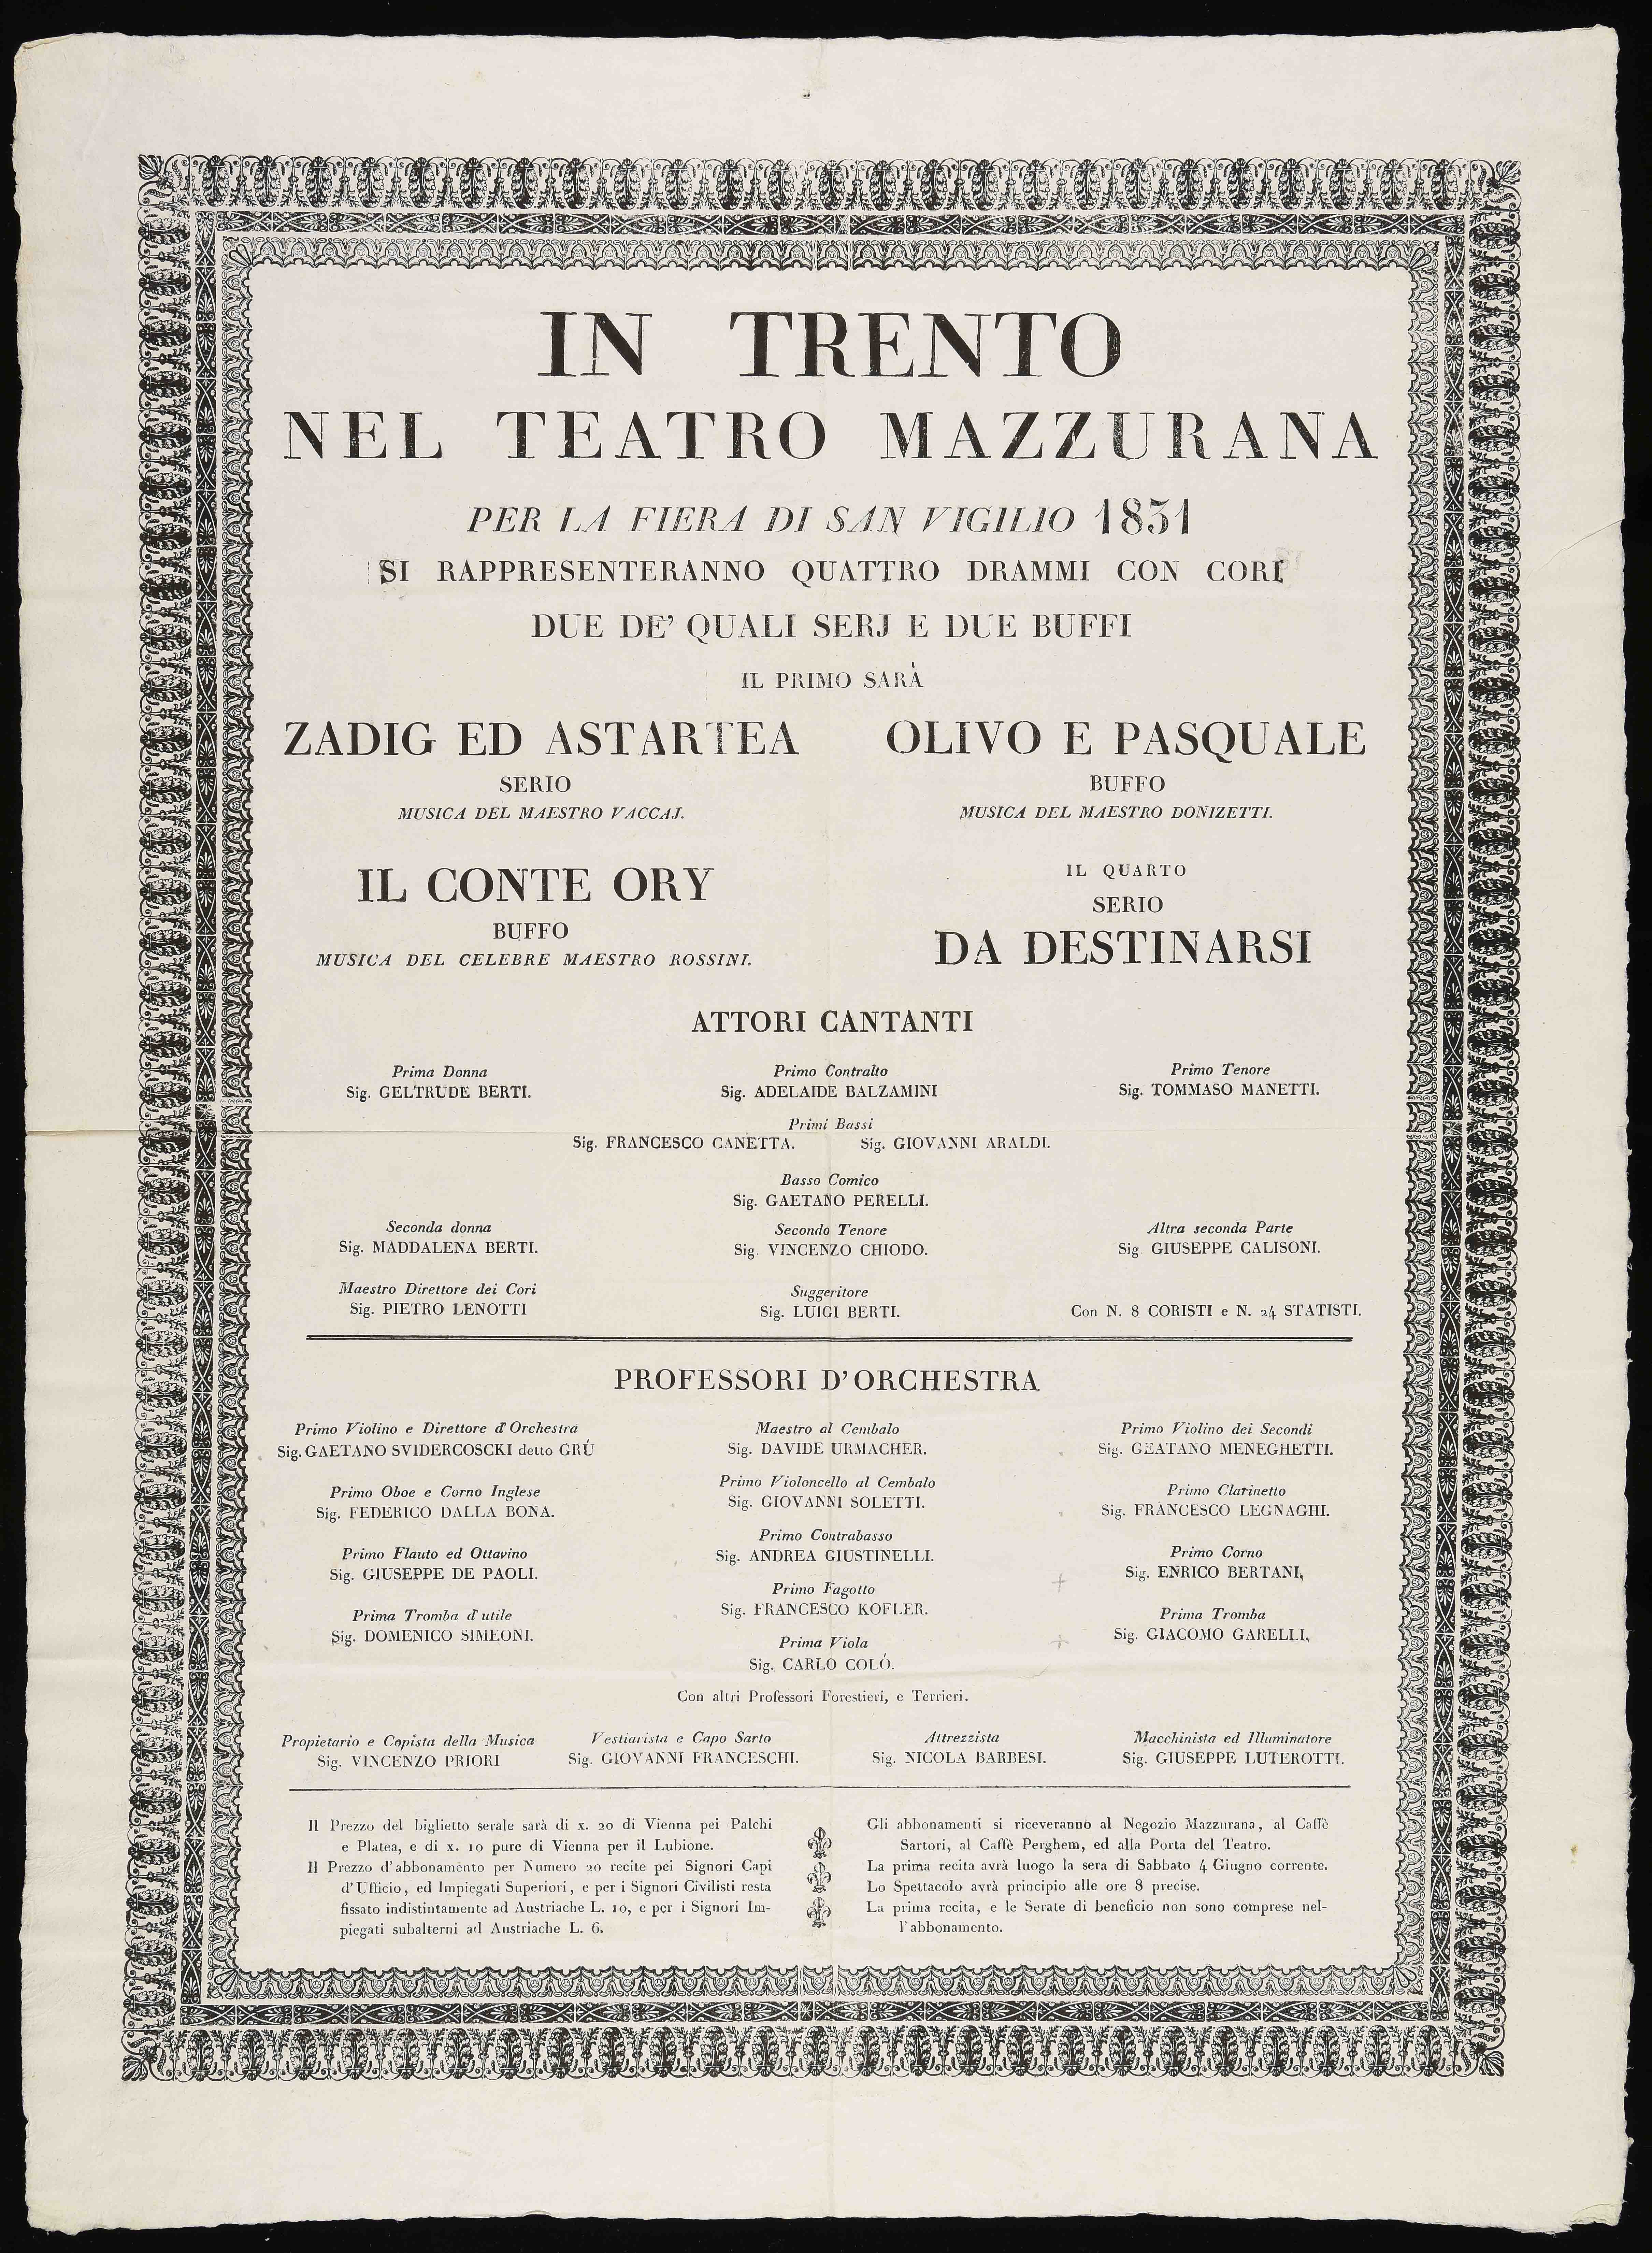 IN TRENTO
NEL TEATRO MAZZURANA
PER LA FIERA DI SAN VIGILIO 1831
SI RAPPRESENTERANNO QUATTRO DRAMMI CON CORI
DUE DE' QUALI SERJ E DUE BUFFI
IL PRIMO SARÀ
ZADIG ED ASTARTEA
SERIO
MUSICA DEL MAESTRO VACCAJ.
OLIVO E PASQUALE
BUFFO
MUSICA DEL MAESTRO DONIZETTI.
IL CONTE ORY
BUFFO
MUSICA DEL CELEBRE MAESTRO ROSSINI.
IL QUARTO
SERIO
DA DESTINARSI
ATTORI CANTANTI
Prima Donna
Sig. GELTRUDE BERTI.
Primo Contralto
Sig. ADELAIDE BALZAMINI
Primo Tenore
Sig. TOMMASO MANETTI.
Primi Bassi
Sig. FRANCESCO CANETTA. Sig. GIOVANNI ARALDI.
Basso Comico
Sig. GAETANO PERELLI.
Seconda donna
Sig. MADDALENA BERTI.
Secondo Tenore
Sig. VINCENZO CHIODO.
Altra seconda Parte
Sig GIUSEPPE CALISONI.
Maestro Direttore dei Cori
Sig. PIETRO LENOTTI
Suggeritore
Sig. LUIGI BERTI.
Con N. 8 CORISTI e N. 24 STATISTI.
PROFESSORI D'ORCHESTRA
Primo Violino e Direttore d'Orchestra
Sig. GAETANO SVIDERCOSCKI detto GRÙ
Primo Oboe e Corno Inglese
Sig. FEDERICO DALLA BONA.
Primo Flauto ed Ottavino
Sig. GIUSEPPE DE PAOLI.
Prima Tromba d'utile
Sig. DOMENICO SIMEONI.
Maestro al Cembalo
Sig. DAVIDE URMACHER.
Primo Violoncello al Cembalo
Sig. GIOVANNI SOLETTI.
Primo Contrabasso
Sig. ANDREA GIUSTINELLI.
Primo Fagotto
Sig. FRANCESCO KOFLER.
Prima Viola
Sig. CARLO COLÓ.
Primo Violino dei Secondi
Sig. GEATANO MENEGHETTI.
Primo Clarinetto
Sig. FRANCESCO LEGNAGHI.
Primo Corno
Sig. ENRICO BERTANI,
Prima Tromba
Sig. GIACOMO GARELLI,
Con altri Professori Forestieri, e Terrieri.
Propietario e Copista della Musica
Sig. VINCENZO PRIORI
Vestiarista e Capo Sarto
Sig. GIOVANNI FRANCESCHI.
Attrezzista
Sig. NICOLA BARBESI.
Macchinista ed Illuminatore
Sig. GIUSEPPE LUTEROTTI.
Il Prezzo del biglietto serale sarà di x. 20 di Vienna pei Palchi
e Platea, e di x. 10 pure di Vienna per il Lubione.
Il Prezzo d'abbonamento per Numero 20 recite pei Signori Capi
d'Ufficio, ed Impiegati Superiori, e per i Signori Civilisti resta
fissato indistintamente ad Austriache L. 10, e per i Signori Im-
piegati subalterni ad Austriache L. 6.
Gli abbonamenti si riceveranno al Negozio Mazzurana, al Caffè
Sartori, al Caffè Perghem, ed alla Porta del Teatro.
La prima recita avrà luogo la sera di Sabbato 4 Giugno corrente.
Lo Spettacolo avrà principio alle ore 8 precise.
La prima recita, e le Serate di beneficio non sono comprese nel-
l'abbonamento.